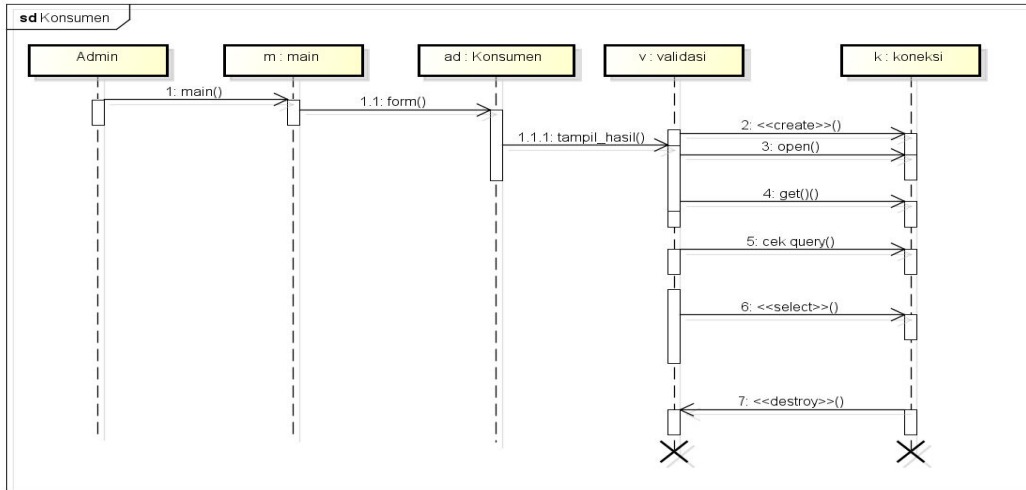 sd Konsumen
Admin
m : main
ad : Konsumen
v : validasi
k : koneksi
1: main()
1.1: form()
1.1.1: tampil_hasil()
2: <<create>>()
3: open()
4: get()()
5: cek query()
6: <<select>>()
7: <<destroy>>()